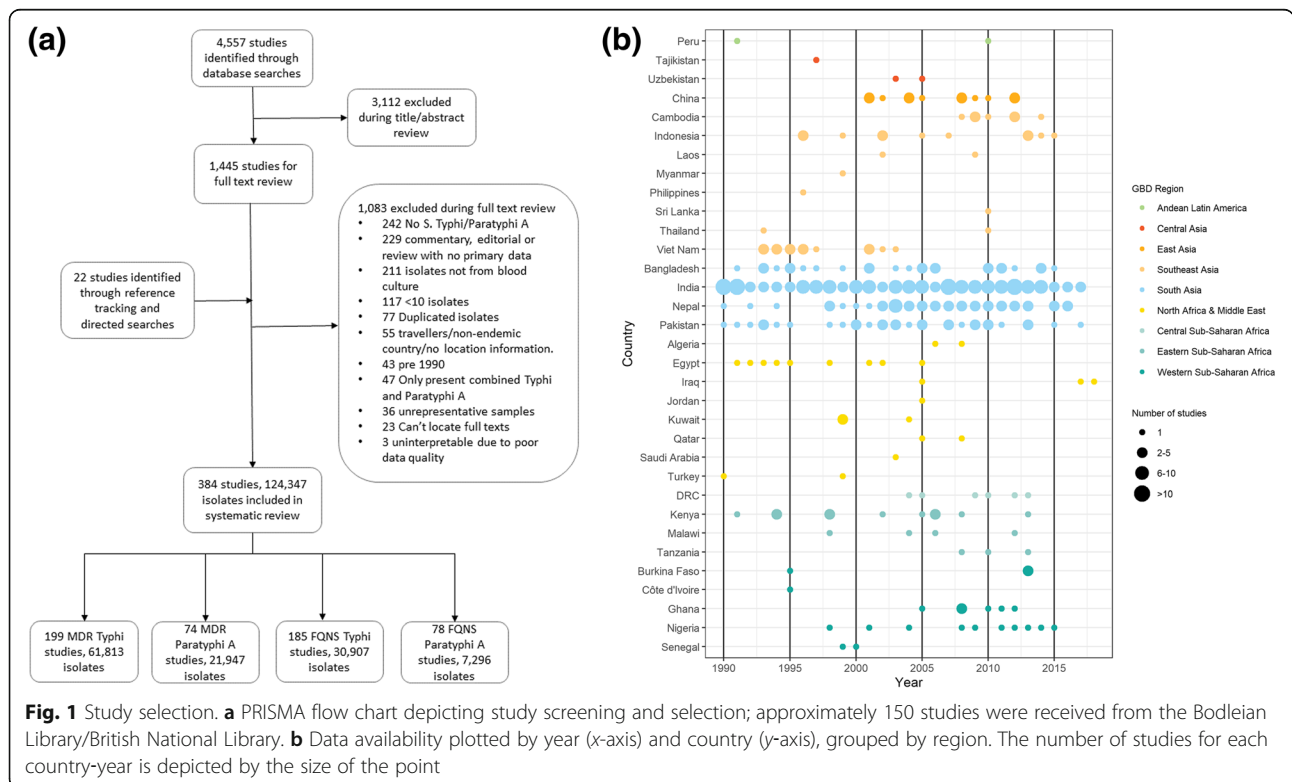 (a)
4,557 studies
identified through
database searches
3,112 excluded
during title/abstract
review
1,445 studies for
full text review
22 studies identified
through reference
tracking and
directed searches
1,083 excluded during full text review
• 242 No S. Typhi/Paratyphi A
• 229 commentary, editorial or
review with no primary data
• 211 isolates not from blood
culture
• 117 <10 isolates
• 77 Duplicated isolates
• 55 travellers/non-endemic
country/no location information.
• 43 pre 1990
• 47 Only present combined Typhi
and Paratyphi A
• 36 unrepresentative samples
• 23 Can't locate full texts
• 3 uninterpretable due to poor
data quality
384 studies, 124,347
isolates included in
systematic review
199 MDR Typhi
studies, 61,813
isolates
74 MDR
Paratyphi A
studies, 21,947
isolates
185 FQNS Typhi
studies, 30,907
isolates
78 FQNS
Paratyphi A
studies, 7,296
isolates
(b)
Country
Peru
Tajikistan
Uzbekistan
China
Cambodia
Indonesia
Laos
Myanmar
Philippines
Sri Lanka
Thailand
Viet Nam
Bangladesh
India
Nepal
Pakistan
Algeria
Egypt
Iraq
Jordan
Kuwait
Qatar
Saudi Arabia
Turkey
DRC
Kenya
Malawi
Tanzania
Burkina Faso
Côte d'Ivoire
Ghana
Nigeria
Senegal
1990 1995 2000 2005 2010 2015
Year
GBD Region
Andean Latin America
Central Asia
East Asia
Southeast Asia
South Asia
North Africa & Middle East
Central Sub-Saharan Africa
Eastern Sub-Saharan Africa
Western Sub-Saharan Africa
Number of studies
1
2-5
6-10
>10
Fig. 1 Study selection. a PRISMA flow chart depicting study screening and selection; approximately 150 studies were received from the Bodleian
Library/British National Library. b Data availability plotted by year (x-axis) and country (y-axis), grouped by region. The number of studies for each
country-year is depicted by the size of the point